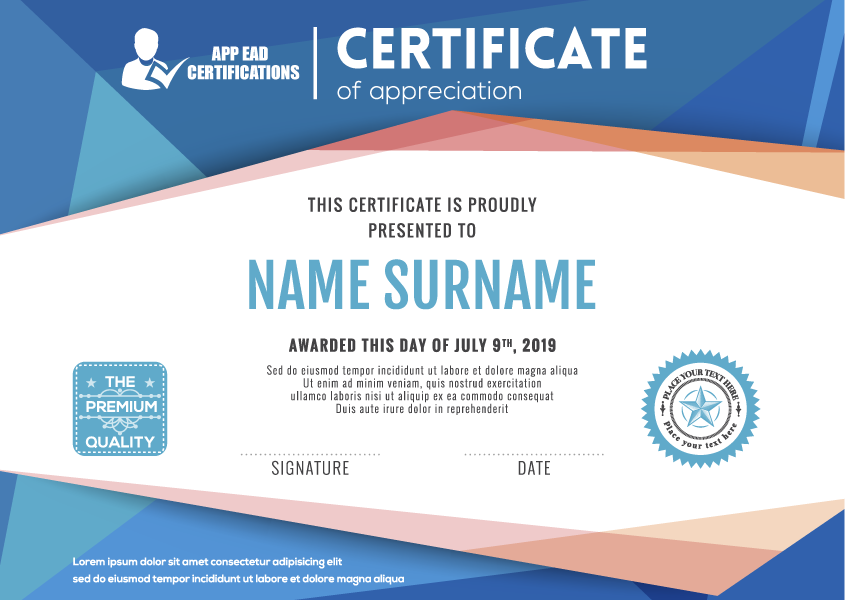 APP EAD
CERTIFICATIONS
CERTIFICATE
of appreciation
THIS CERTIFICATE IS PROUDLY
PRESENTED TO
NAME SURNAME
AWARDED THIS DAY OF JULY 9TH, 2019
Sed do eiusmod tempor incididunt ut labore et dolore magna aliqua
Ut enim ad minim veniam, quis nostrud exercitation
ullamco laboris nisi ut aliquip ex ea commodo consequat
Duis aute irure dolor in reprehenderit
THE
PREMIUM
QUALITY
PLACE YOUR TEXT HERE
Place your text here
SIGNATURE
DATE
Lorem ipsum dolor sit amet consectetur adipisicing elit
sed do eiusmod tempor incididunt ut labore et dolore magna aliqua